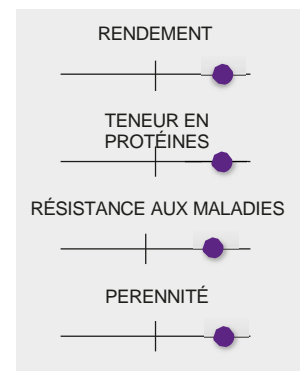 RENDEMENT
TENEUR EN
PROTÉINES
RÉSISTANCE AUX MALADIES
PERENNITÉ